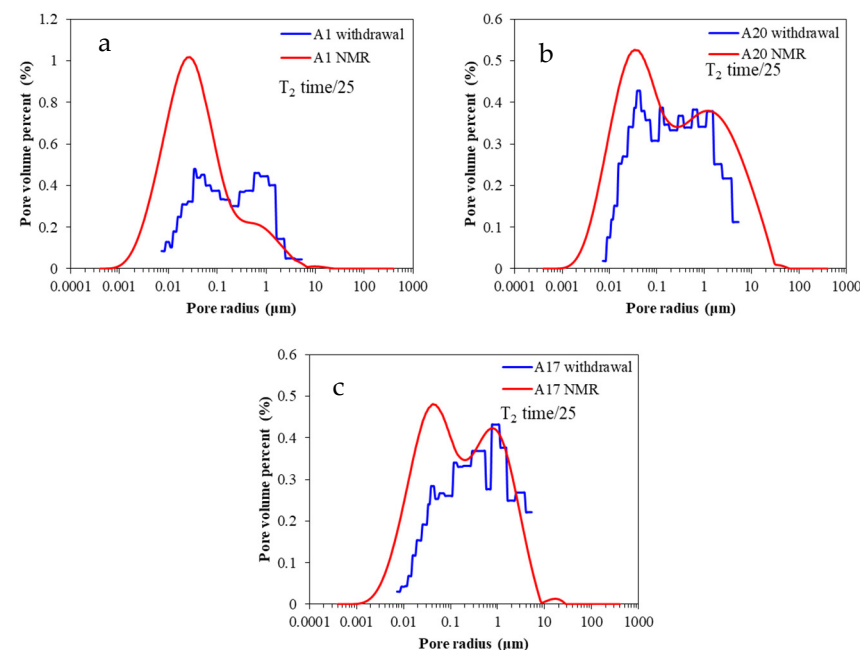 a
A1 withdrawal
A1 NMR
T2 time/25
Pore volume percent (%)
1.2
1
0.8
0.6
0.4
0.2
0
0.0001 0.001 0.01 0.1 1 10 100 1000
Pore radius (µm)
b
A20 withdrawal
A20 NMR
T2 time/25
Pore volume percent (%)
0.6
0.5
0.4
0.3
0.2
0.1
0
0.0001 0.001 0.01 0.1 1 10 100 1000
Pore radius (µm)
c
A17 withdrawal
A17 NMR
T2 time/25
Pore volume percent (%)
0.6
0.5
0.4
0.3
0.2
0.1
0
0.0001 0.001 0.01 0.1 1 10 100 1000
Pore radius (µm)